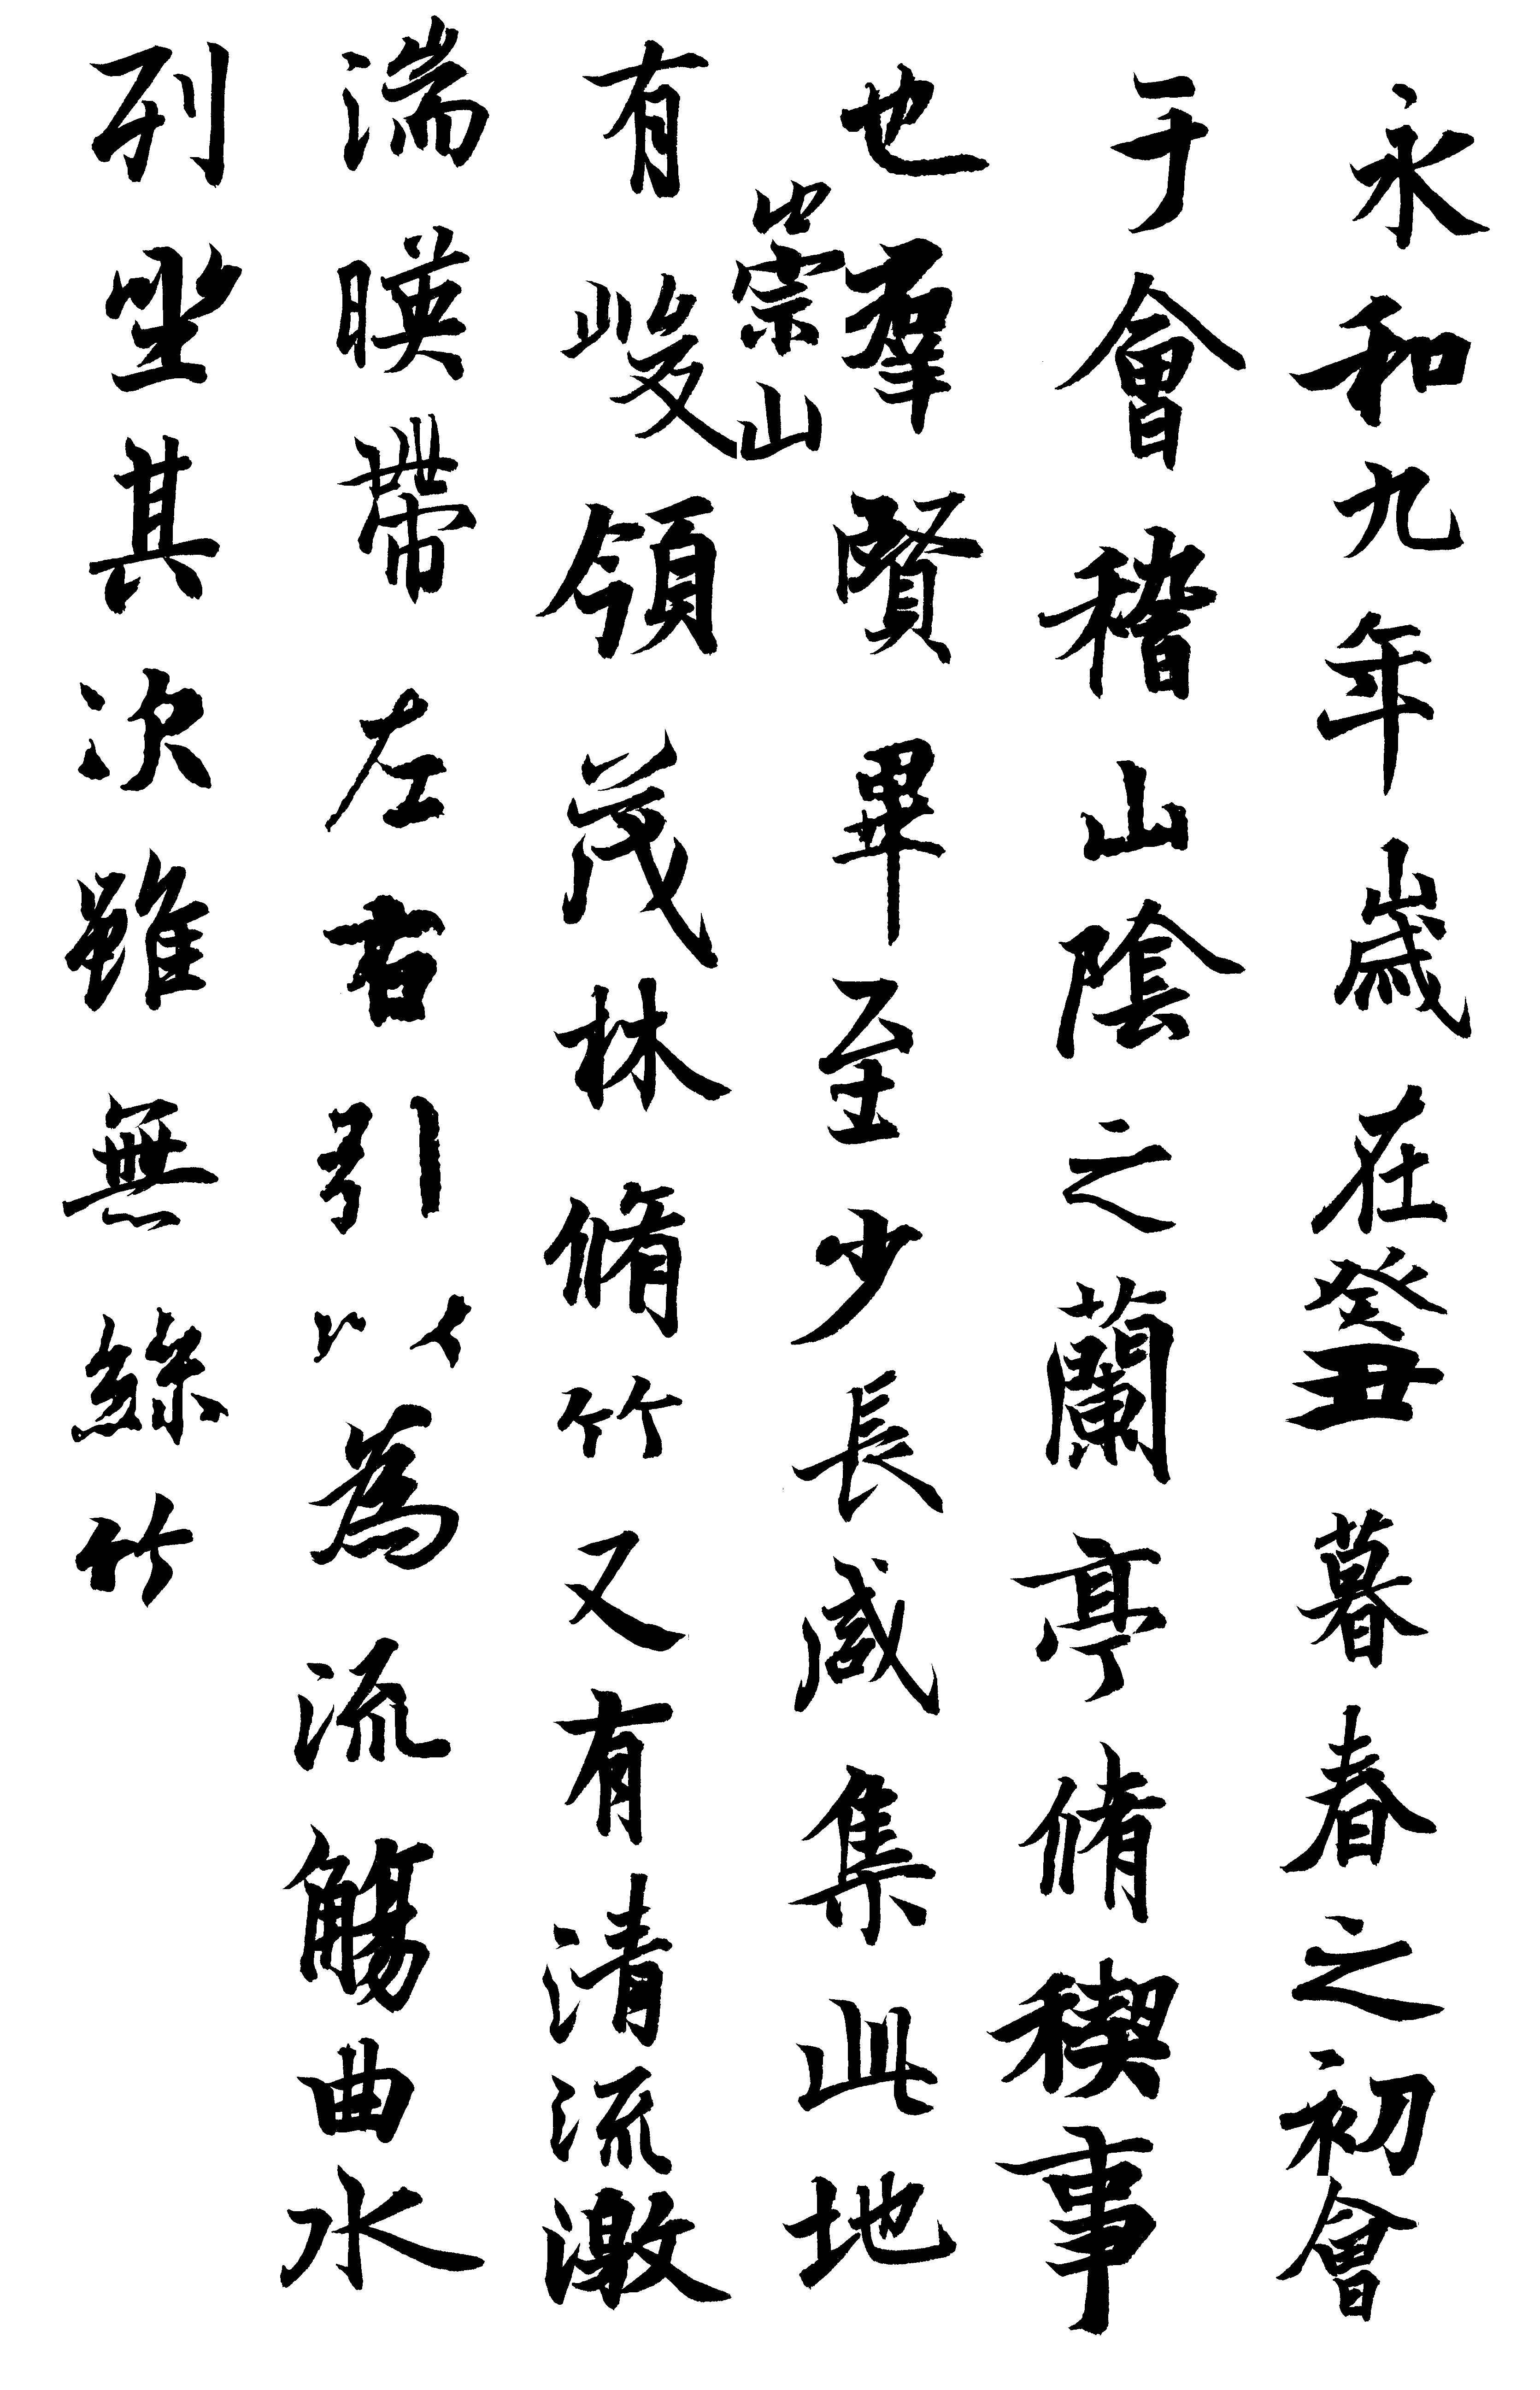 永和九年歲在癸丑暮春之初會
于會稽山陰之蘭亭脩稧事
也羣賢畢至少長咸集此地
有崇山峻領茂林脩竹又有清流激
湍暎帶左右引以為流觴曲水
列坐其次雖無絲竹